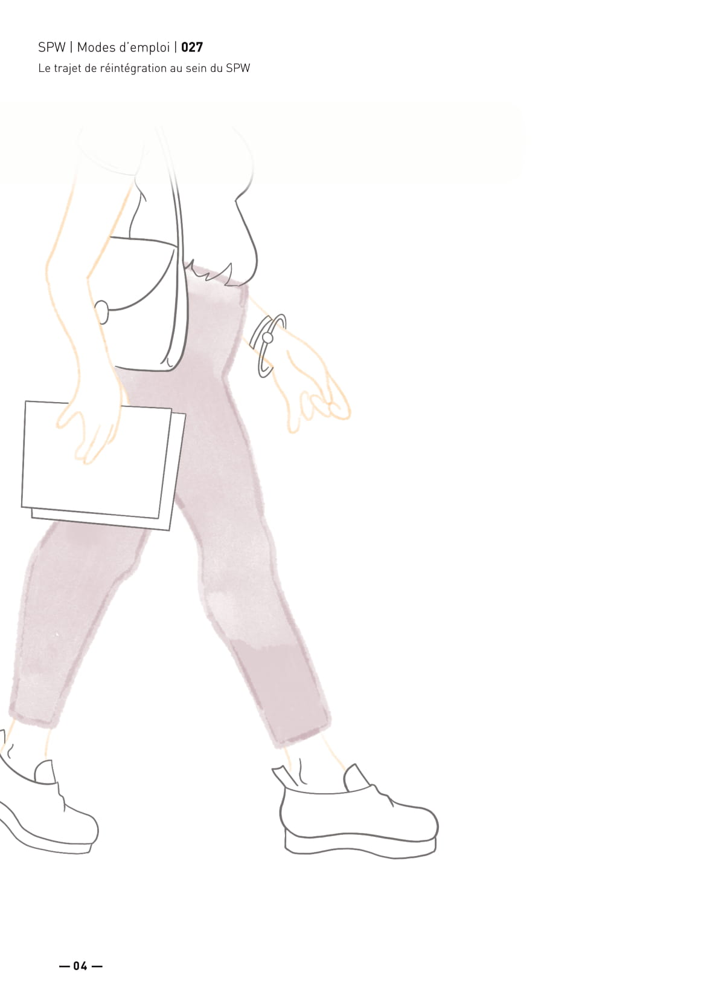 SPW | Modes d'emploi | 027
Le trajet de réintégration au sein du SPW
— 04 —